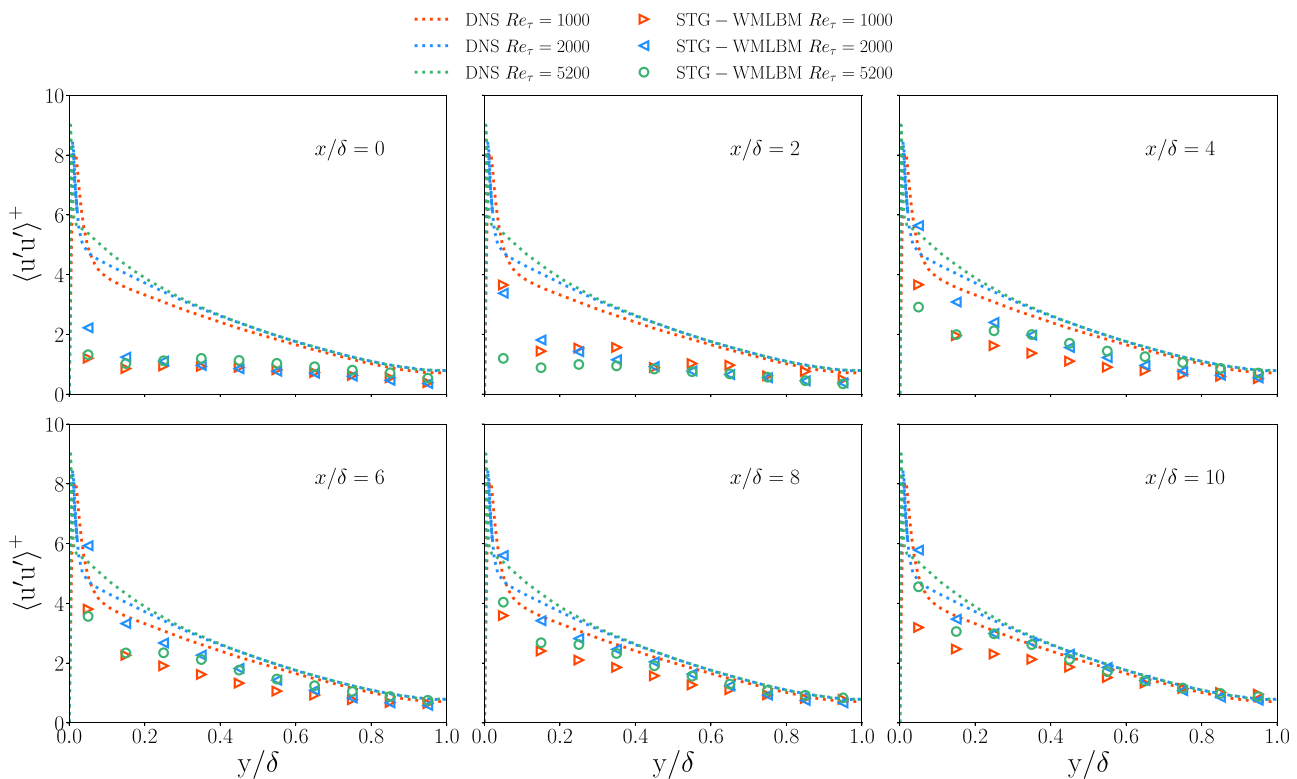 DNS Re_τ = 1000
STG − WMLBM Re_τ = 1000
DNS Re_τ = 2000
STG − WMLBM Re_τ = 2000
DNS Re_τ = 5200
STG − WMLBM Re_τ = 5200
10
8
6
4
2
0
⟨u′u′⟩⁺
x/δ = 0
x/δ = 2
x/δ = 4
10
8
6
4
2
0
⟨u′u′⟩⁺
x/δ = 6
x/δ = 8
x/δ = 10
0.0 0.2 0.4 0.6 0.8 1.0
0.0 0.2 0.4 0.6 0.8 1.0
0.0 0.2 0.4 0.6 0.8 1.0
y/δ
y/δ
y/δ